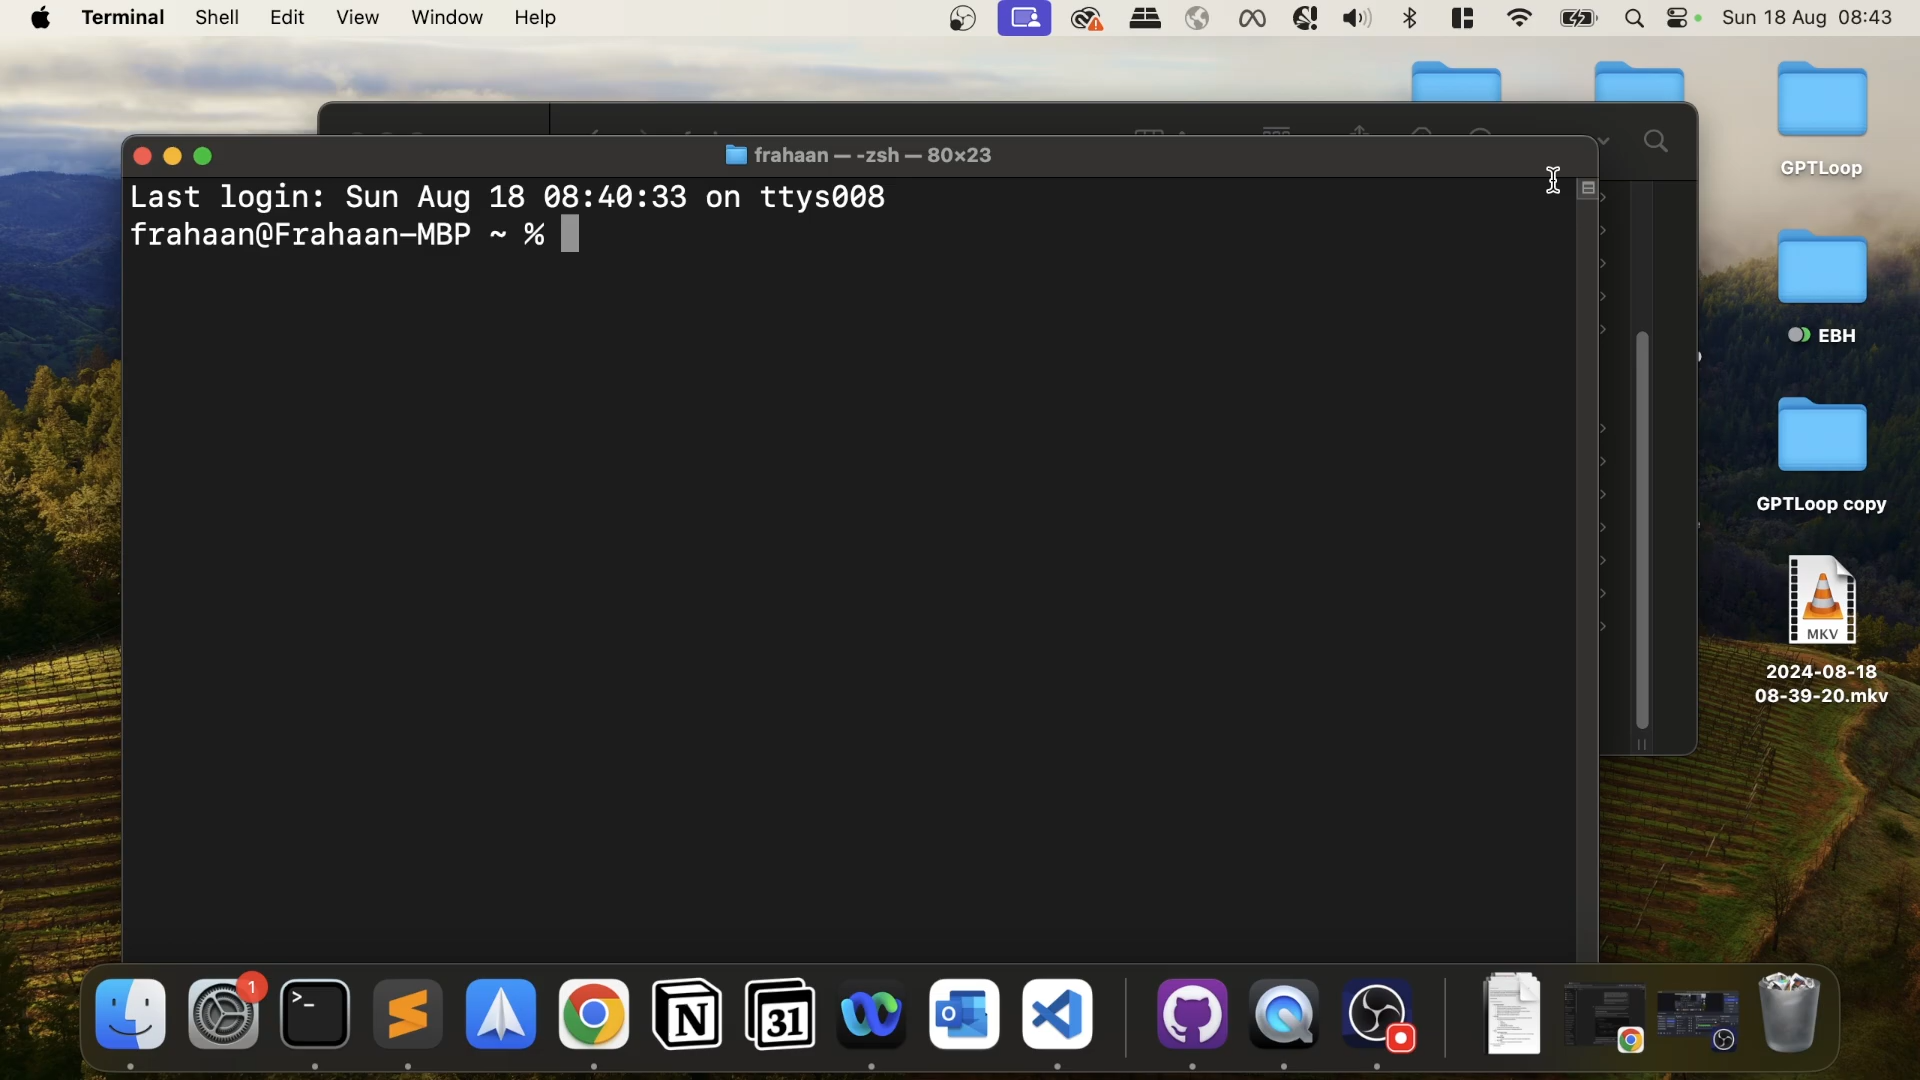 Terminal Shell Edit View Window Help Sun 18 Aug 08:43
frahaan — -zsh — 80×23
Last login: Sun Aug 18 08:40:33 on ttys008
frahaan@Frahaan-MBP ~ %
GPTLoop
EBH
GPTLoop copy
MKV
2024-08-18
08-39-20.mkv
1
31